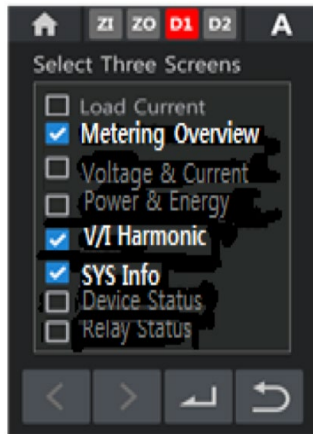 ZI ZO D1 D2 A
Select Three Screens
Load Current
Metering Overview
Voltage & Current
Power & Energy
V/I Harmonic
SYS Info
Device Status
Relay Status